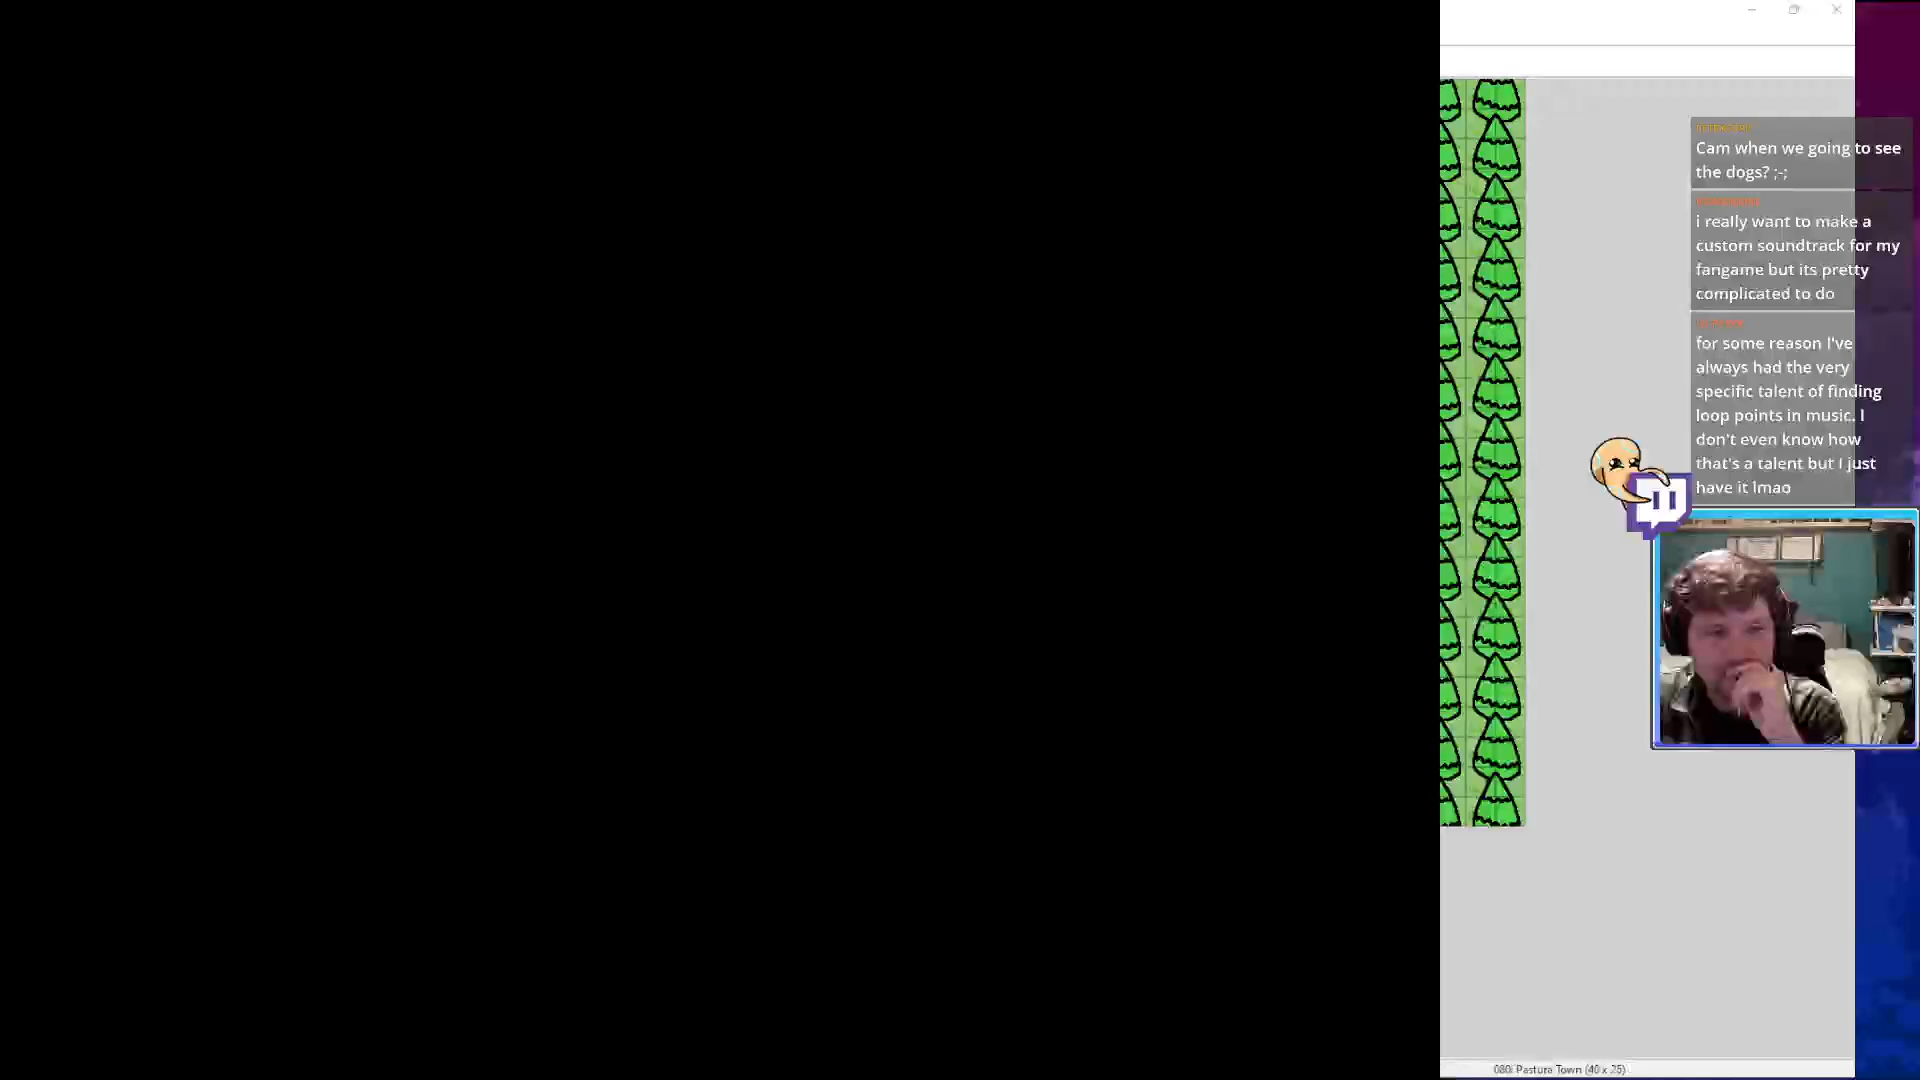 Cam when we going to see
the dogs? ;-;
i really want to make a
custom soundtrack for my
fangame but its pretty
complicated to do
for some reason I've
always had the very
specific talent of finding
loop points in music. I
don't even know how
that's a talent but I just
have it lmao
080: Pasture Town (40 x 25)